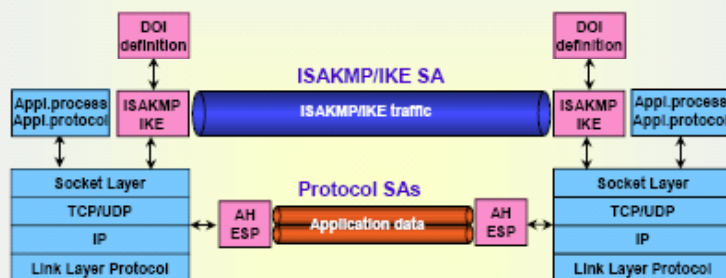 DOI
definition
DOI
definition
ISAKMP/IKE SA
Appl.process
Appl.protocol
ISAKMP
IKE
ISAKMP/IKE traffic
ISAKMP
IKE
Appl.process
Appl.protocol
Socket Layer
TCP/UDP
IP
Link Layer Protocol
Protocol SAs
AH
ESP
Application data
AH
ESP
Socket Layer
TCP/UDP
IP
Link Layer Protocol